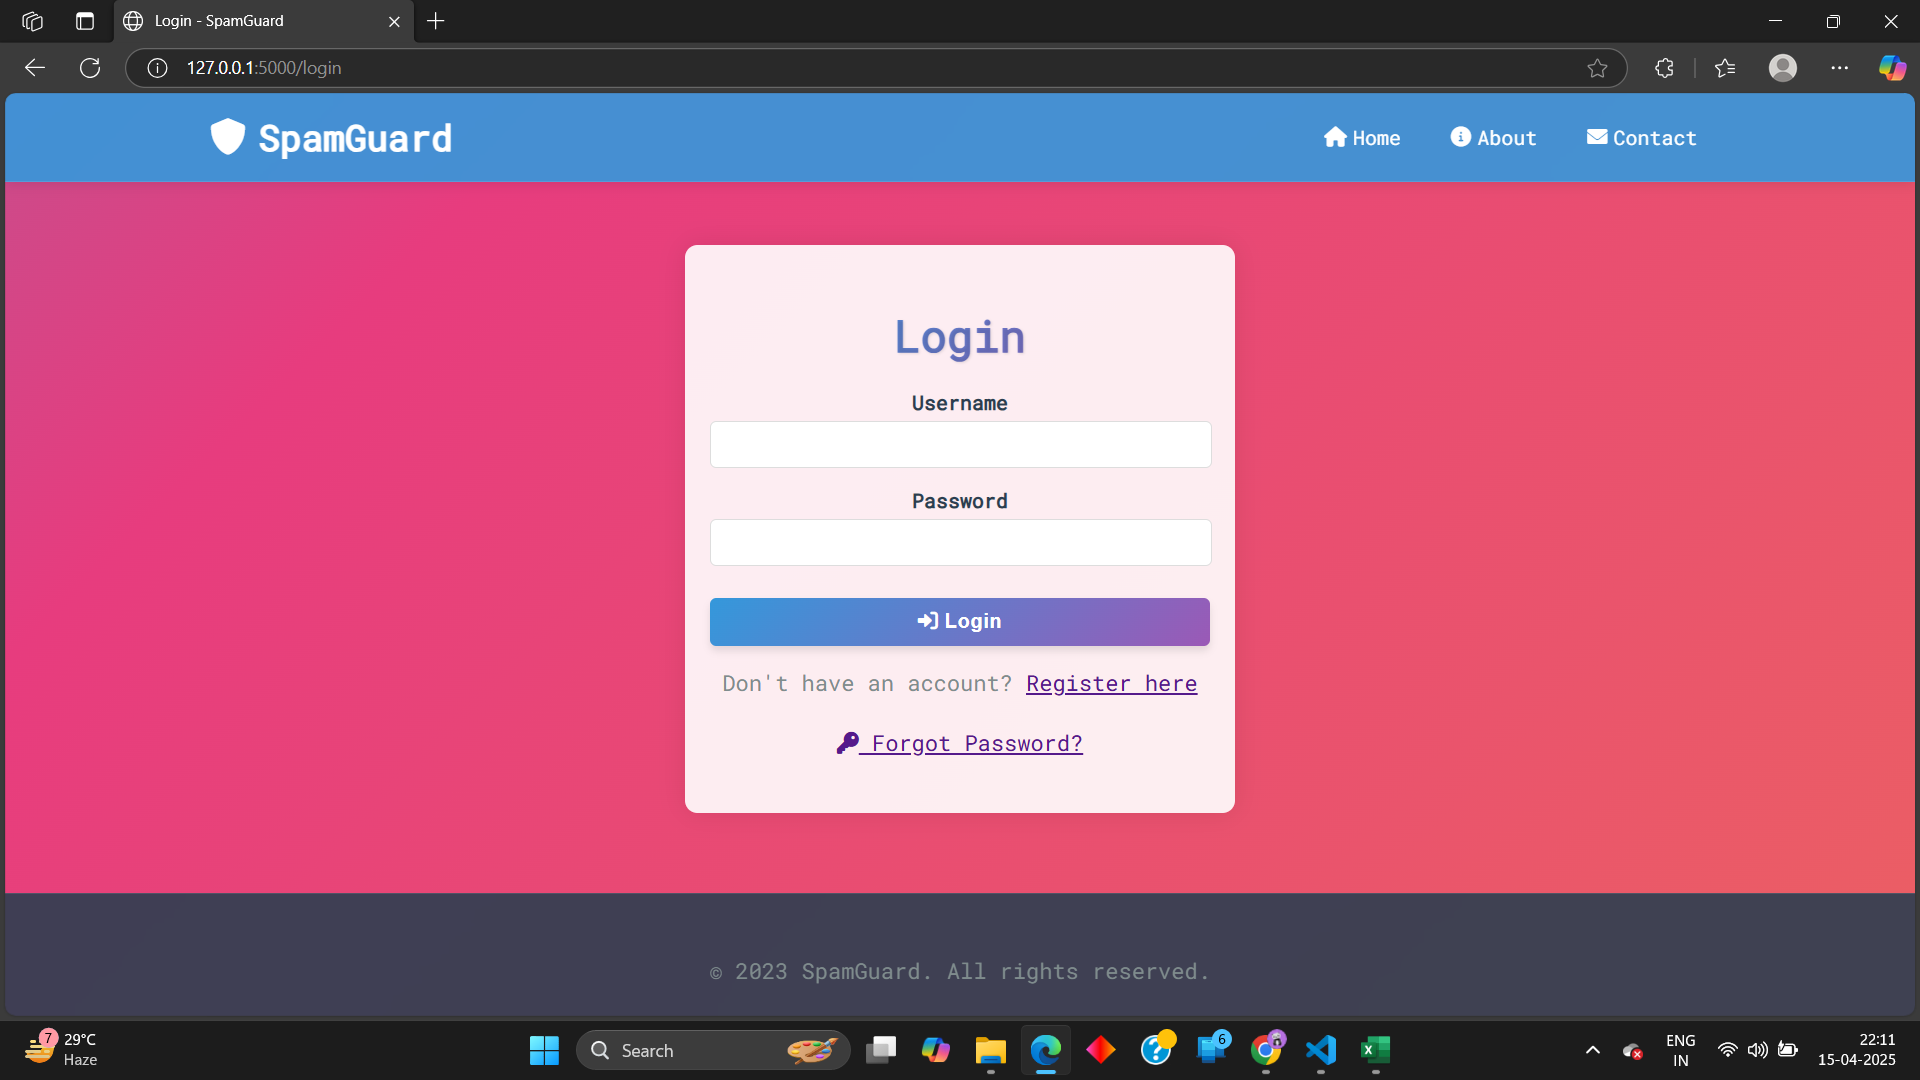 Login - SpamGuard
127.0.0.1:5000/login
SpamGuard
Home
About
Contact
Login
Username
Password
Login
Don't have an account? Register here
Forgot Password?
© 2023 SpamGuard. All rights reserved.
7
29°C
Haze
Search
6
ENG
IN
22:11
15-04-2025